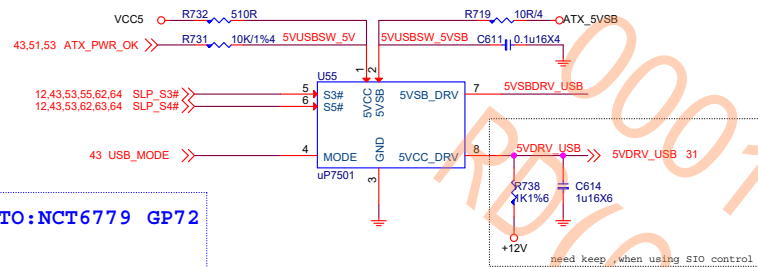 VCC5 R732 510R
R719 10R/4 ATX_5VSB
43,51,53 ATX_PWR_OK R731 10K/1%4 5VUSBSW_5V
5VUSBSW_5VSB C611 0.1u16X4
1 2
U55
12,43,53,55,62,64 SLP_S3# 5 S3# 5VCC 5VSB 5VSB_DRV 7 5VSBDRV_USB
12,43,53,62,63,64 SLP_S4# 6 S5#
43 USB_MODE 4 MODE GND 5VCC_DRV 8 5VDRV_USB 5VDRV_USB 31
uP7501 3
R738 C614
1K1%6 1u16X6
TO:NCT6779 GP72
+12V
need keep ,when using SIO control
0001
RD(